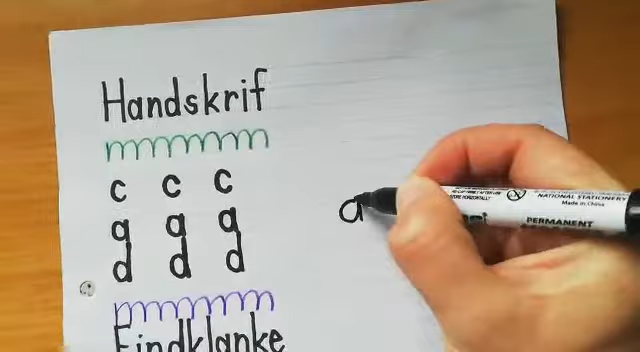 Handskrif
c c c
g g g
d d d
Eindklanke
a
NATIONAL STATIONERY
Made in China
PERMANENT